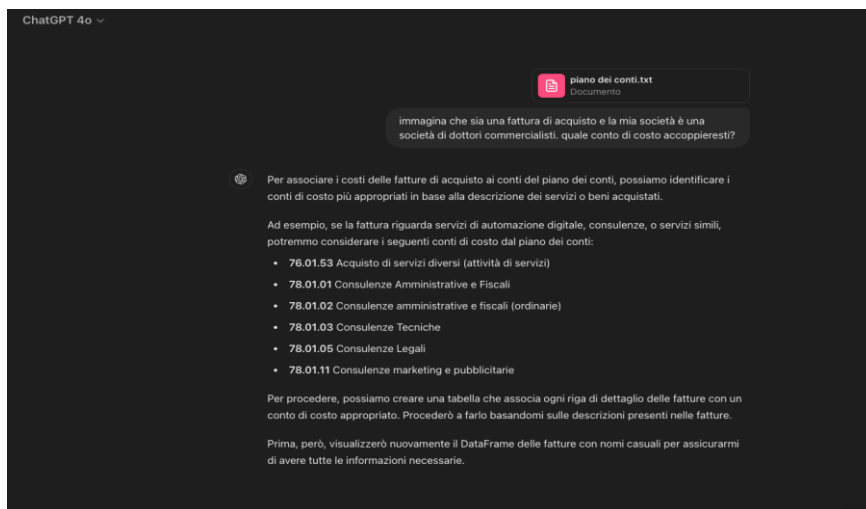 ChatGPT 4o
piano dei conti.txt
Documento
immagina che sia una fattura di acquisto e la mia società è una
società di dottori commercialisti. quale conto di costo accoppieresti?
Per associare i costi delle fatture di acquisto ai conti del piano dei conti, possiamo identificare i
conti di costo più appropriati in base alla descrizione dei servizi o beni acquistati.
Ad esempio, se la fattura riguarda servizi di automazione digitale, consulenze, o servizi simili,
potremmo considerare i seguenti conti di costo dal piano dei conti:
• 76.01.53 Acquisto di servizi diversi (attività di servizi)
• 78.01.01 Consulenze Amministrative e Fiscali
• 78.01.02 Consulenze amministrative e fiscali (ordinarie)
• 78.01.03 Consulenze Tecniche
• 78.01.05 Consulenze Legali
• 78.01.11 Consulenze marketing e pubblicitarie
Per procedere, possiamo creare una tabella che associa ogni riga di dettaglio delle fatture con un
conto di costo appropriato. Procederò a farlo basandomi sulle descrizioni presenti nelle fatture.
Prima, però, visualizzerò nuovamente il DataFrame delle fatture con nomi casuali per assicurarmi
di avere tutte le informazioni necessarie.